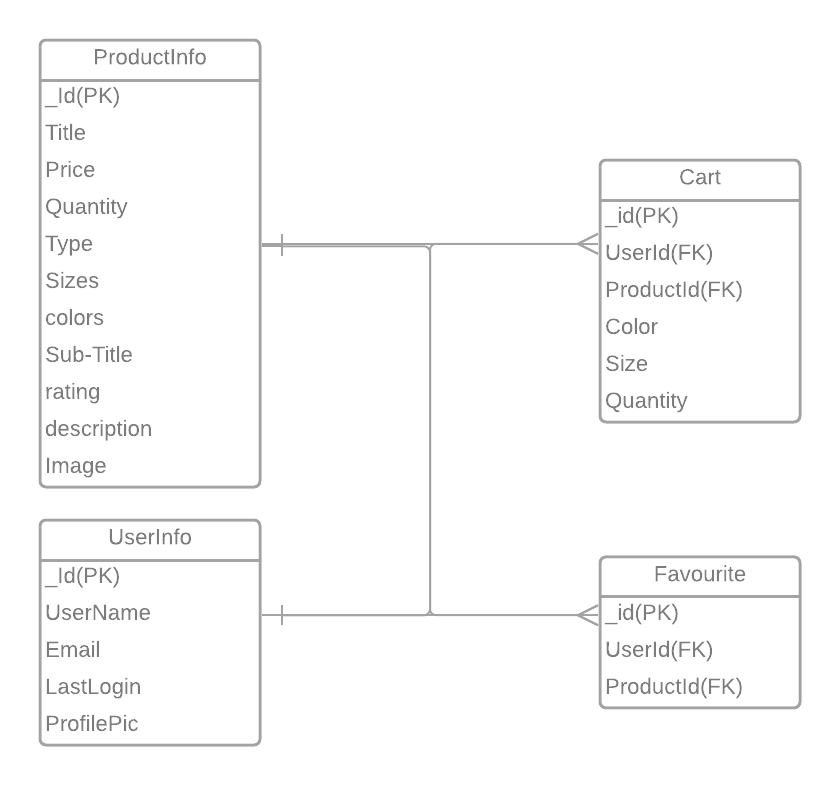 ProductInfo
_Id(PK)
Title
Price
Quantity
Type
Sizes
colors
Sub-Title
rating
description
Image
UserInfo
_Id(PK)
UserName
Email
LastLogin
ProfilePic
Cart
_id(PK)
UserId(FK)
ProductId(FK)
Color
Size
Quantity
Favourite
_id(PK)
UserId(FK)
ProductId(FK)